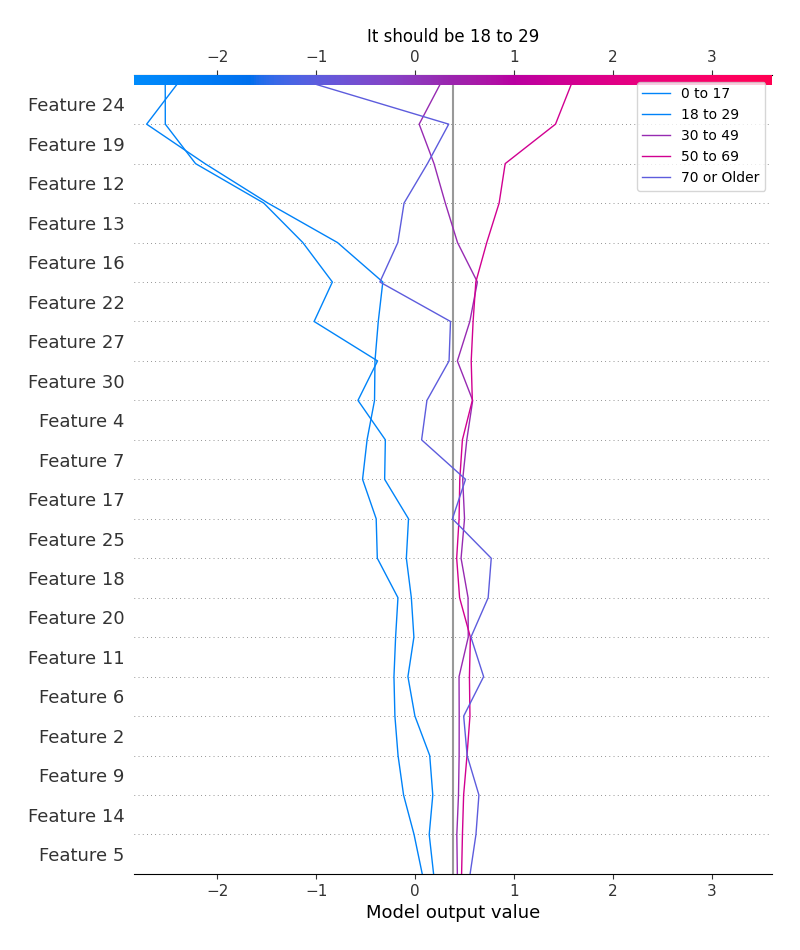 It should be 18 to 29
−2 −1 0 1 2 3
0 to 17
18 to 29
30 to 49
50 to 69
70 or Older
Feature 24
Feature 19
Feature 12
Feature 13
Feature 16
Feature 22
Feature 27
Feature 30
Feature 4
Feature 7
Feature 17
Feature 25
Feature 18
Feature 20
Feature 11
Feature 6
Feature 2
Feature 9
Feature 14
Feature 5
−2 −1 0 1 2 3
Model output value